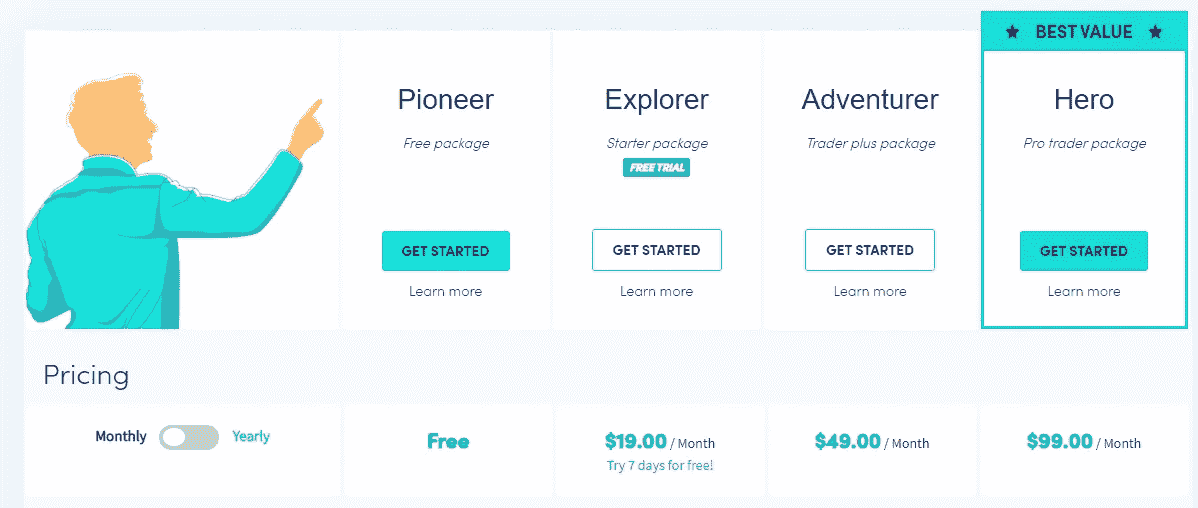 ★ BEST VALUE ★
Pioneer
Free package
GET STARTED
Learn more
Explorer
Starter package
FREE TRIAL
GET STARTED
Learn more
Adventurer
Trader plus package
GET STARTED
Learn more
Hero
Pro trader package
GET STARTED
Learn more
Pricing
Monthly Yearly
Free
$19.00 / Month
Try 7 days for free!
$49.00 / Month
$99.00 / Month